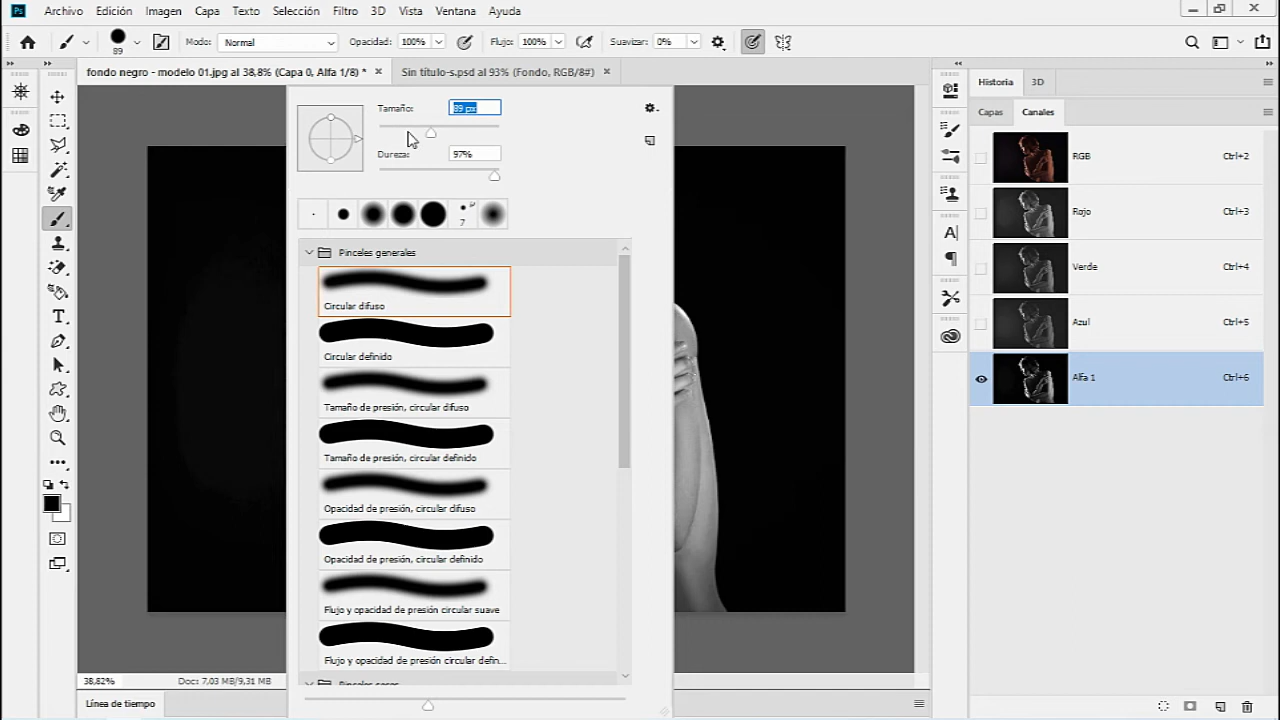 Ps Archivo Edición Imagen Capa Texto Selección Filtro 3D Vista Ventana Ayuda
89 Modo: Normal Opacidad: 100% Flujo: Suavizar: 0%
fondo negro - modelo 01.jpg al 38,8% (Capa 0, Alfa 1/8) * Sin título-s.psd al 93% (Fondo, RGB/8#)
Historia 3D
Tamaño: 89 px
Capas Canales
Dureza: 97%
RGB Ctrl+2
7
Rojo Ctrl+3
Pinceles generales
Verde Ctrl+4
Circular difuso
Azul Ctrl+5
Circular definido
Alfa 1 Ctrl+6
Tamaño de presión, circular difuso
Tamaño de presión, circular definido
Opacidad de presión, circular difuso
Opacidad de presión, circular definido
Flujo y opacidad de presión circular suave
Flujo y opacidad de presión circular defin...
38,82% Doc: 7,03 MB/9,31 MB
Línea de tiempo